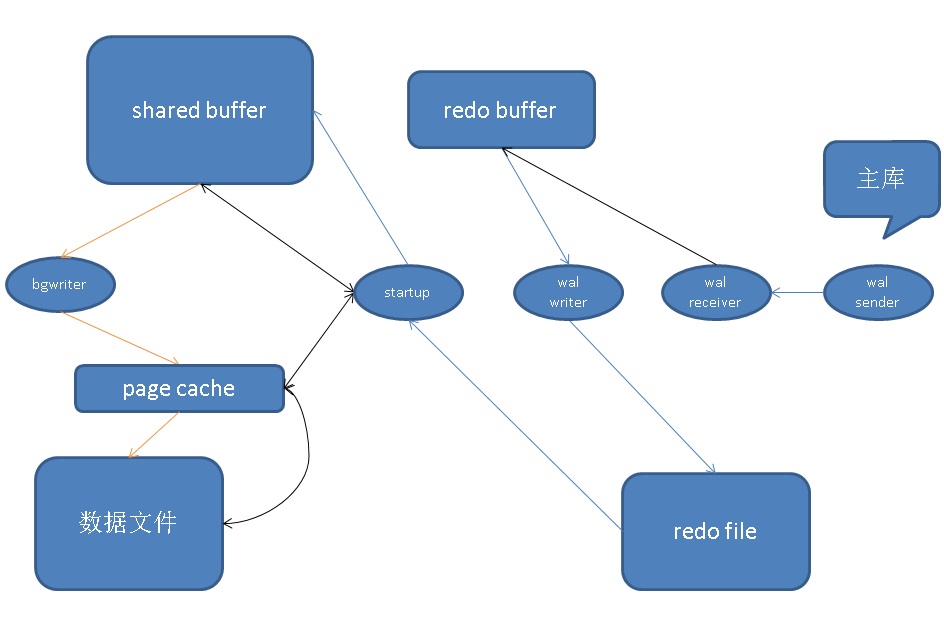 shared buffer
redo buffer
主库
bgwriter
startup
wal
writer
wal
receiver
wal
sender
page cache
数据文件
redo file